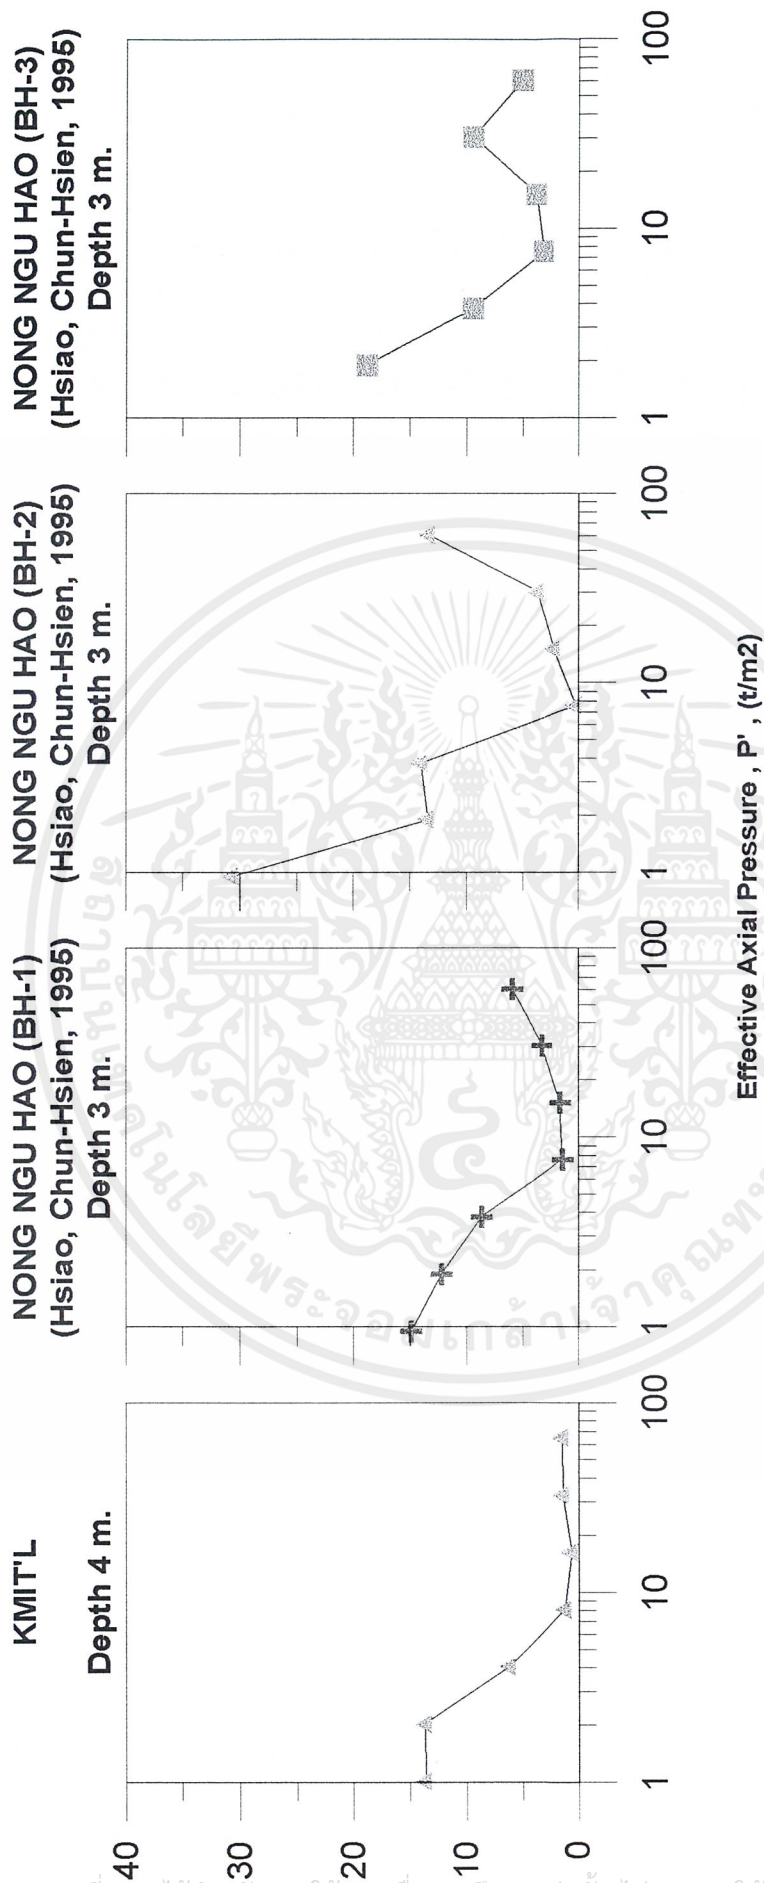 KMIT'L
Depth 4 m.
NONG NGU HAO (BH-1)
(Hsiao, Chun-Hsien, 1995)
Depth 3 m.
NONG NGU HAO (BH-2)
(Hsiao, Chun-Hsien, 1995)
Depth 3 m.
NONG NGU HAO (BH-3)
(Hsiao, Chun-Hsien, 1995)
Depth 3 m.
40
30
20
10
0
1 10 100
1 10 100
1 10 100
1 10 100
Effective Axial Pressure , P' , (t/m2)